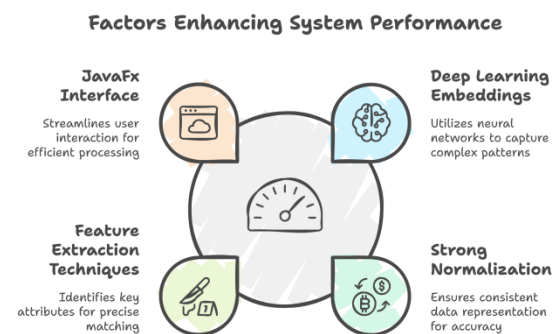 Factors Enhancing System Performance
JavaFx
Interface
Streamlines user
interaction for
efficient processing
Deep Learning
Embeddings
Utilizes neural
networks to capture
complex patterns
Feature
Extraction
Techniques
Identifies key
attributes for precise
matching
Strong
Normalization
Ensures consistent
data representation
for accuracy